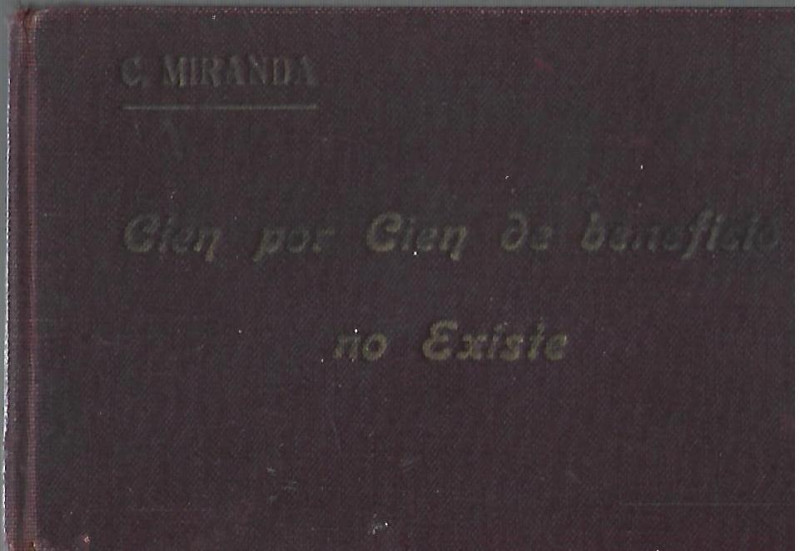 C. MIRANDA
Cien por Cien de beneficio
no Existe